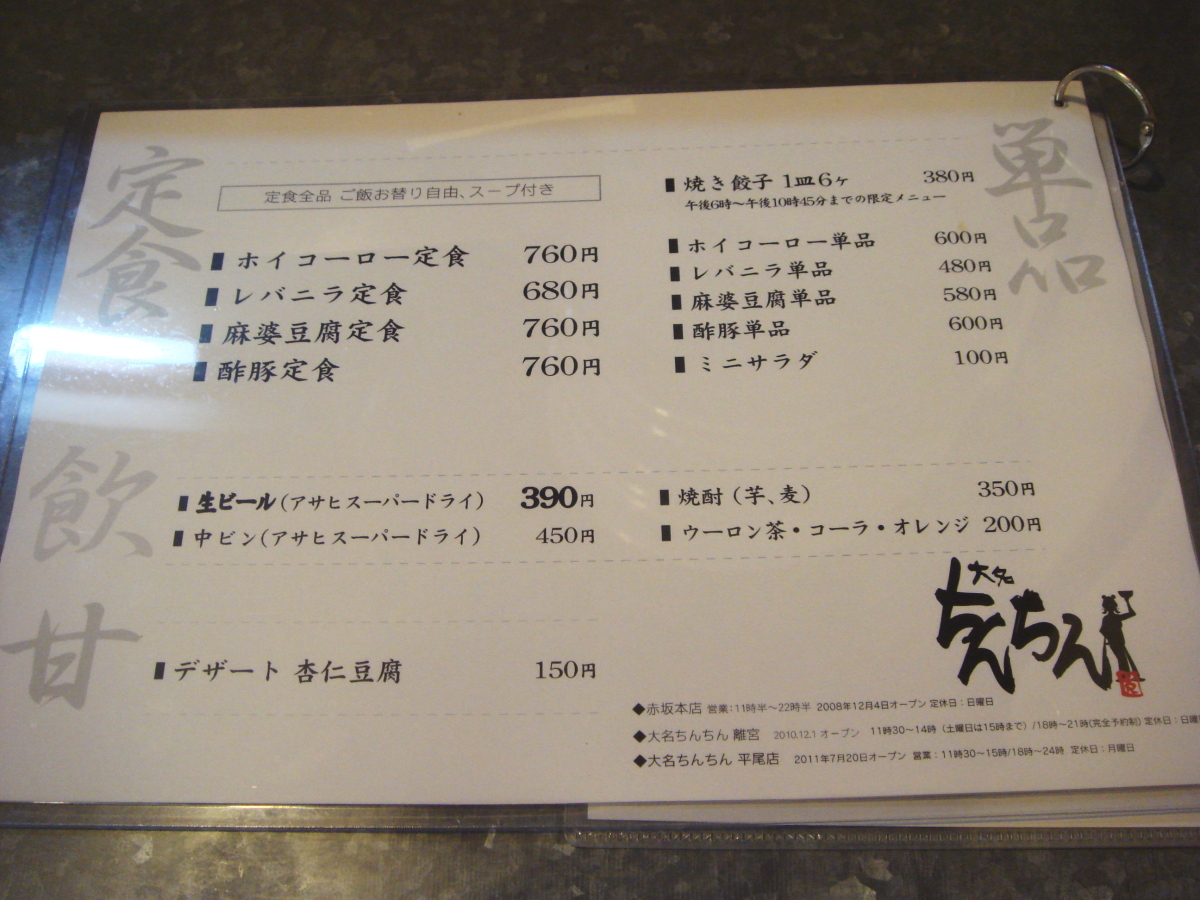 定食
定食全品 ご飯お替り自由、スープ付き
ホイコーロー定食 760円
レバニラ定食 680円
麻婆豆腐定食 760円
酢豚定食 760円
単品
焼き餃子 1皿6ヶ 380円
午後6時〜午後10時45分までの限定メニュー
ホイコーロー単品 600円
レバニラ単品 480円
麻婆豆腐単品 580円
酢豚単品 600円
ミニサラダ 100円
飲
生ビール(アサヒスーパードライ) 390円
中ビン(アサヒスーパードライ) 450円
焼酎(芋、麦) 350円
ウーロン茶・コーラ・オレンジ 200円
甘
デザート 杏仁豆腐 150円
大名
ちんちん
◆赤坂本店 営業:11時半〜22時半 2008年12月4日オープン 定休日:日曜日
◆大名ちんちん 離宮 2010.12.1 オープン 11時30〜14時(土曜日は15時まで)/18時〜21時(完全予約制) 定休日:日曜
◆大名ちんちん 平尾店 2011年7月20日オープン 営業:11時30〜15時/18時〜24時 定休日:月曜日